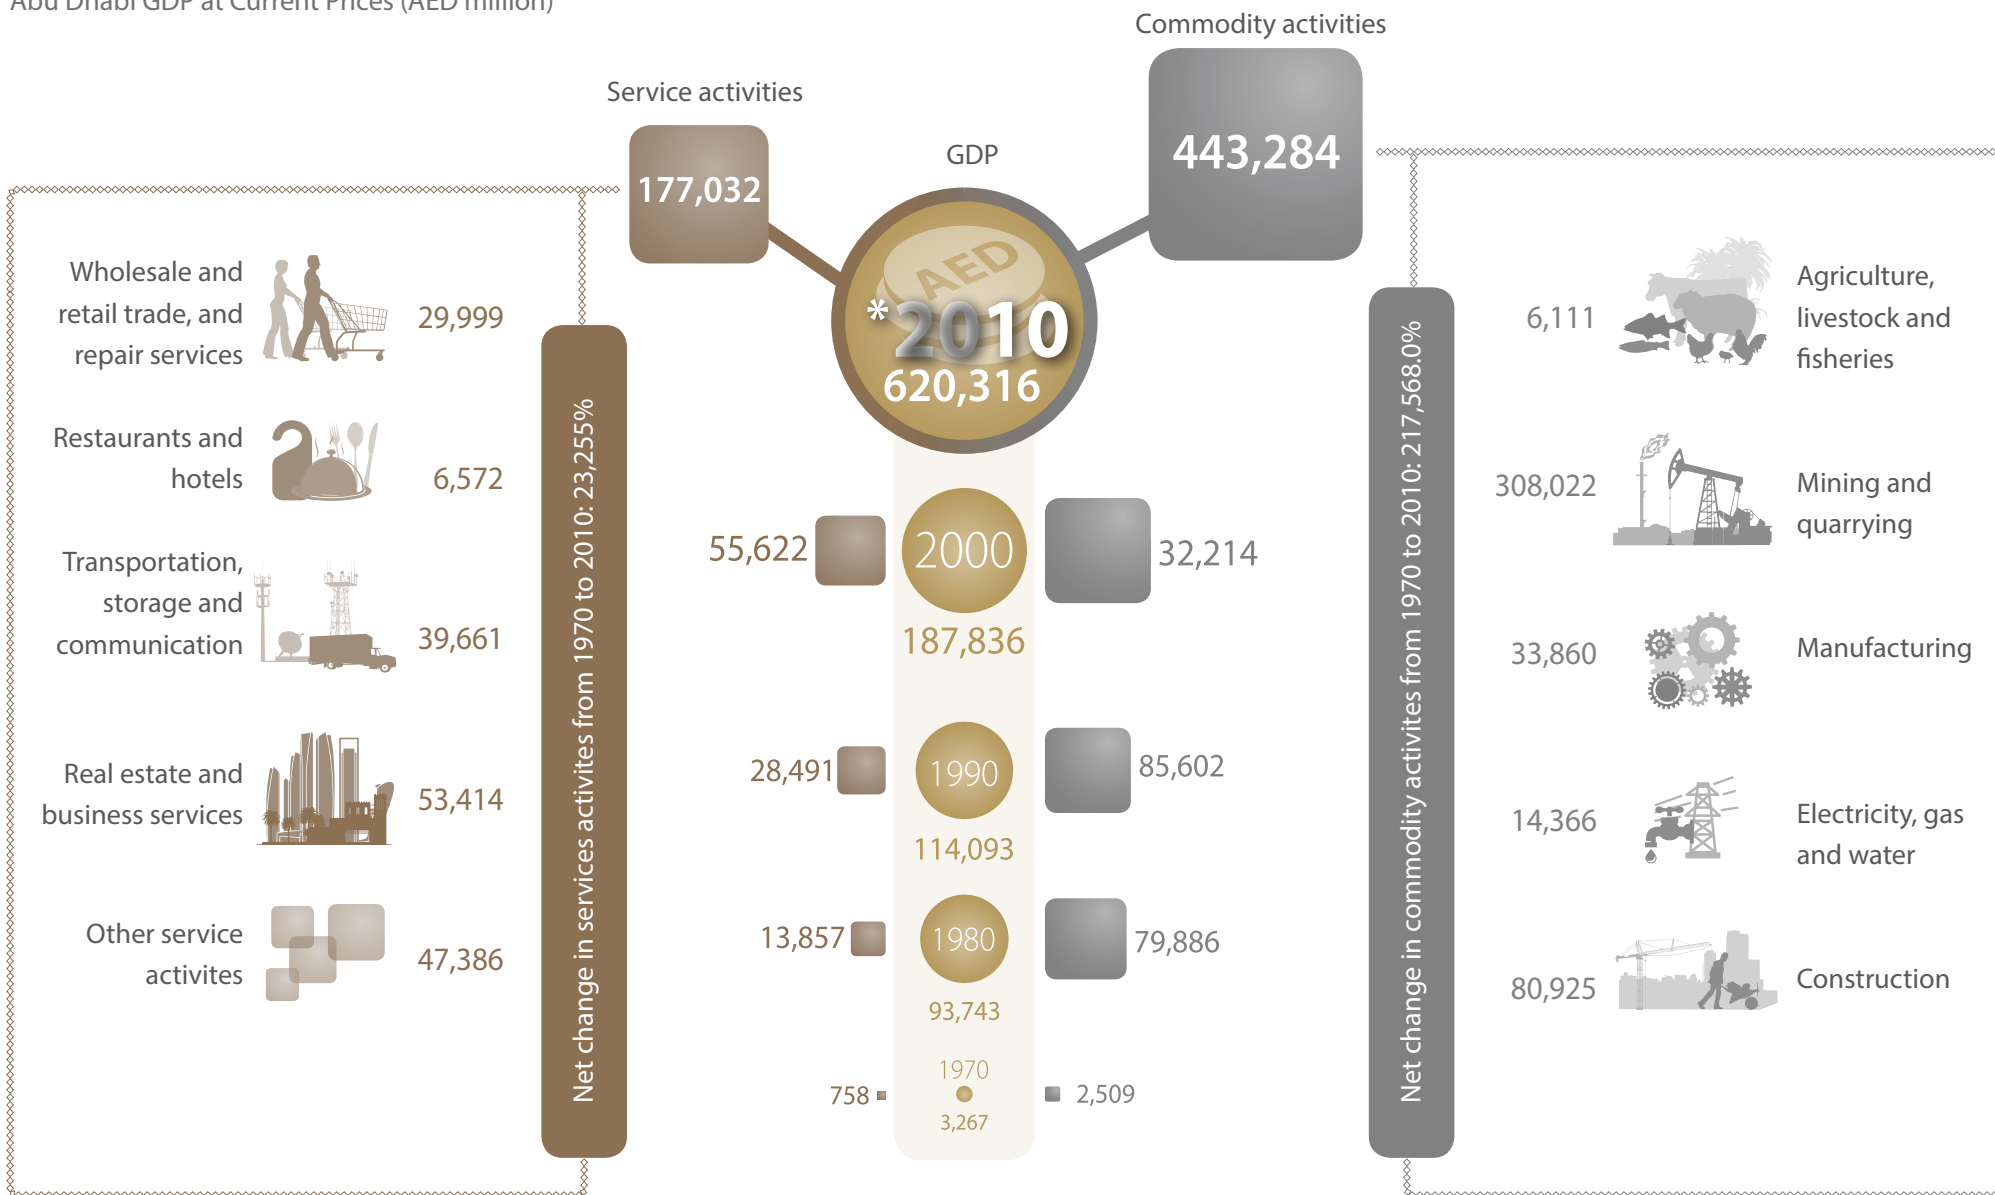 Abu Dhabi GDP at Current Prices (AED million)
Commodity activities
Service activities
443,284
GDP
177,032
AED
*2010
620,316
Wholesale and
retail trade, and
repair services
29,999
Restaurants and
hotels
6,572
Transportation,
storage and
communication
39,661
Real estate and
business services
53,414
Other service
activites
47,386
Net change in services activites from 1970 to 2010: 23,255%
55,622
2000
32,214
187,836
28,491
1990
85,602
114,093
13,857
1980
79,886
93,743
1970
758
2,509
3,267
Net change in commodity activites from 1970 to 2010: 217,568.0%
6,111
Agriculture,
livestock and
fisheries
308,022
Mining and
quarrying
33,860
Manufacturing
14,366
Electricity, gas
and water
80,925
Construction